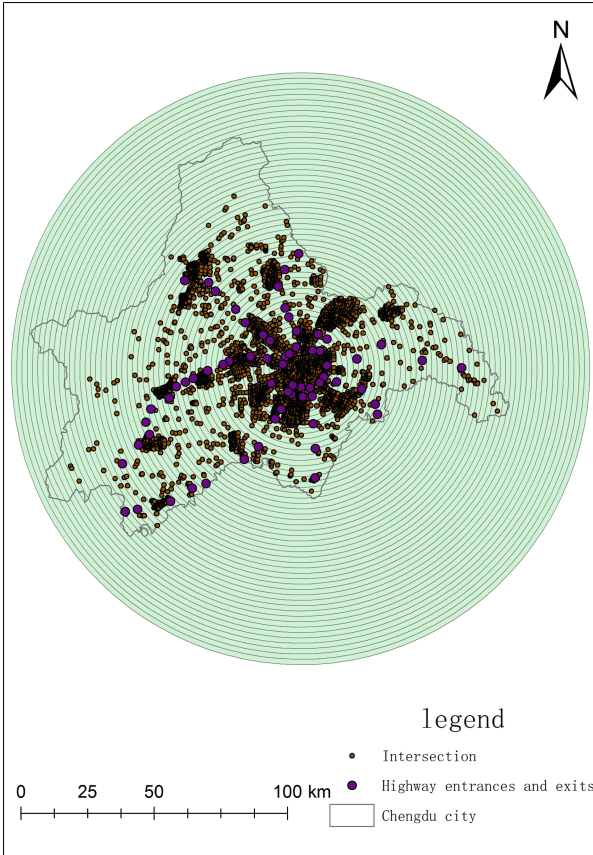 N
legend
Intersection
Highway entrances and exits
Chengdu city
0 25 50 100 km